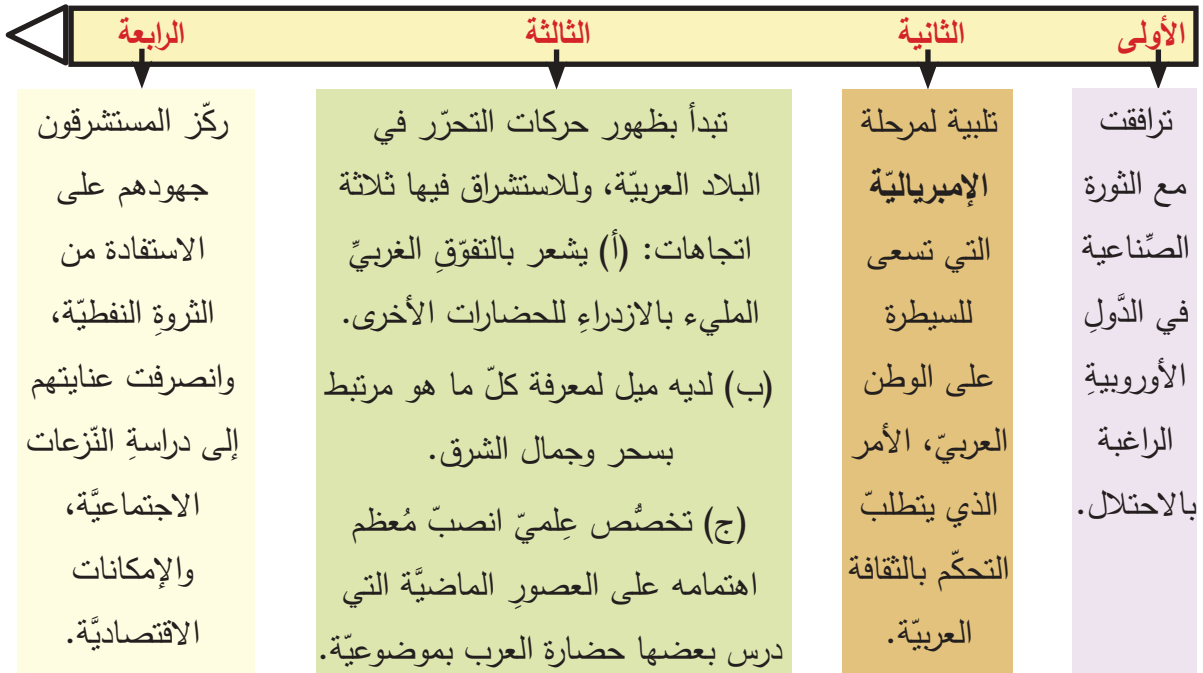 الأولى
الثانية
الثالثة
الرابعة
ترافقت
مع الثورة
الصِّناعية
في الدَّولِ
الأوروبيةِ
الراغبة
بالاحتلال.
تلبية لمرحلة
الإمبرياليّة
التي تسعى
للسيطرة
على الوطن
العربيّ، الأمر
الذي يتطلبّ
التحكّم بالثقافة
العربيّة.
تبدأ بظهور حركات التحرّر في
البلاد العربيّة، وللاستشراق فيها ثلاثة
اتجاهات: (أ) يشعر بالتفوّقِ الغربيِّ
المليء بالازدراءِ للحضارات الأخرى.
(ب) لديه ميل لمعرفة كلّ ما هو مرتبط
بسحر وجمال الشرق.
(ج) تخصُّص عِلميّ انصبّ مُعظم
اهتمامه على العصورِ الماضيَّة التي
درس بعضها حضارة العرب بموضوعيّة.
ركّز المستشرقون
جهودهم على
الاستفادة من
الثروةِ النفطيّة،
وانصرفت عنايتهم
إلى دراسةِ النّزعات
الاجتماعيَّة،
والإمكانات
الاقتصاديَّة.